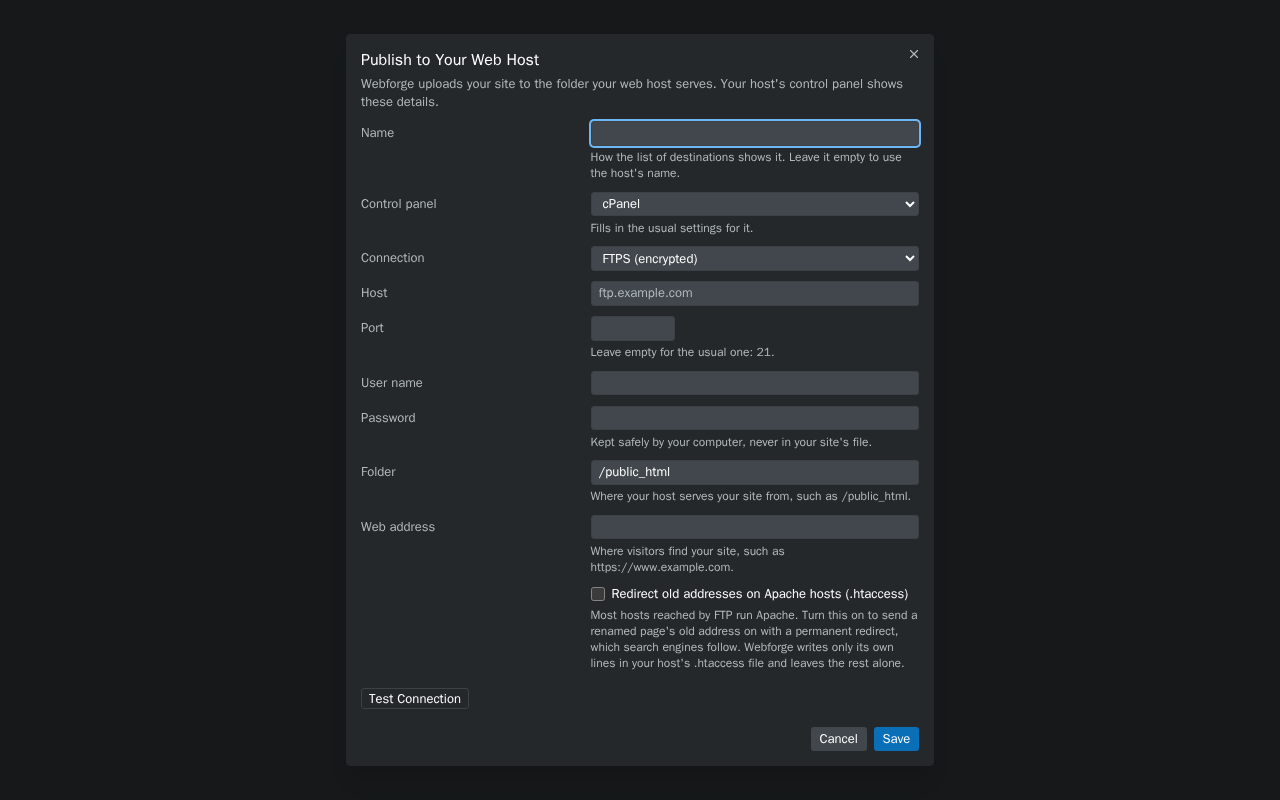 Publish to Your Web Host
×
Webforge uploads your site to the folder your web host serves. Your host's control panel shows
these details.
Name
How the list of destinations shows it. Leave it empty to use
the host's name.
Control panel
cPanel
Fills in the usual settings for it.
Connection
FTPS (encrypted)
Host
ftp.example.com
Port
Leave empty for the usual one: 21.
User name
Password
Kept safely by your computer, never in your site's file.
Folder
/public_html
Where your host serves your site from, such as /public_html.
Web address
Where visitors find your site, such as
https://www.example.com.
Redirect old addresses on Apache hosts (.htaccess)
Most hosts reached by FTP run Apache. Turn this on to send a
renamed page's old address on with a permanent redirect,
which search engines follow. Webforge writes only its own
lines in your host's .htaccess file and leaves the rest alone.
Test Connection
Cancel
Save